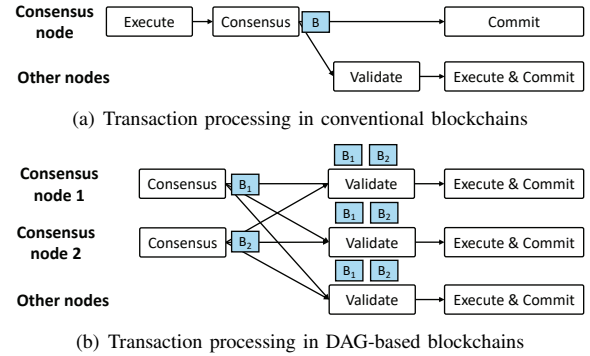 Consensus node
Execute
Consensus
B
Commit
Other nodes
Validate
Execute & Commit
(a) Transaction processing in conventional blockchains
B1 B2
Consensus node 1
Consensus
B1
Validate
Execute & Commit
B1 B2
Consensus node 2
Consensus
B2
Validate
Execute & Commit
B1 B2
Other nodes
Validate
Execute & Commit
(b) Transaction processing in DAG-based blockchains